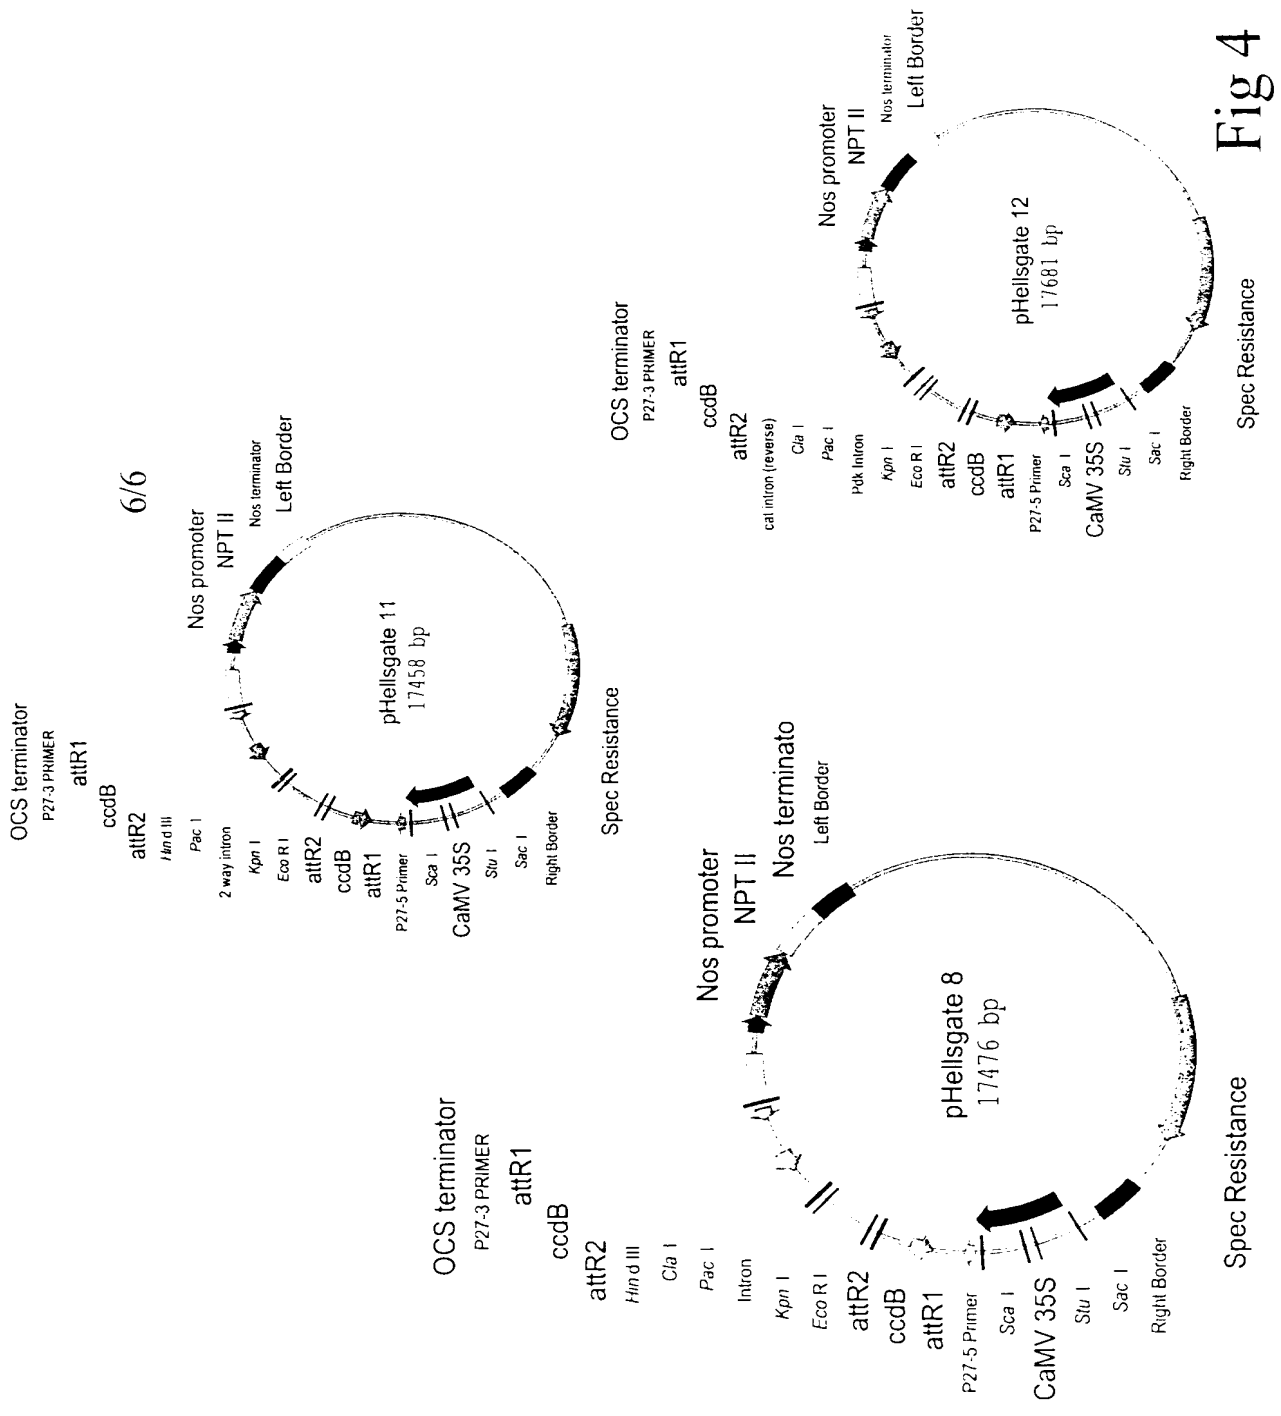 6/6
OCS terminator
P27-3 PRIMER
attR1
ccdB
attR2
Hind III
Pac I
2 way intron
Kpn I
Eco R I
attR2
ccdB
attR1
P27-5 Primer
Sca I
CaMV 35S
Stu I
Sac I
Right Border
Spec Resistance
Nos promoter
NPT II
Nos terminator
Left Border
pHellsgate 11
17458 bp
OCS terminator
P27-3 PRIMER
attR1
ccdB
attR2
cat intron (reverse)
Cla I
Pac I
Pdk Intron
Kpn I
Eco R I
attR2
ccdB
attR1
P27-5 Primer
Sca I
CaMV 35S
Stu I
Sac I
Right Border
Spec Resistance
Nos promoter
NPT II
Nos terminator
Left Border
pHellsgate 12
17681 bp
OCS terminator
P27-3 PRIMER
attR1
ccdB
attR2
Hind III
Cla I
Pac I
Intron
Kpn I
Eco R I
attR2
ccdB
attR1
P27-5 Primer
Sca I
CaMV 35S
Stu I
Sac I
Right Border
Spec Resistance
Nos promoter
NPT II
Nos terminato
Left Border
pHellsgate 8
17476 bp
Fig 4